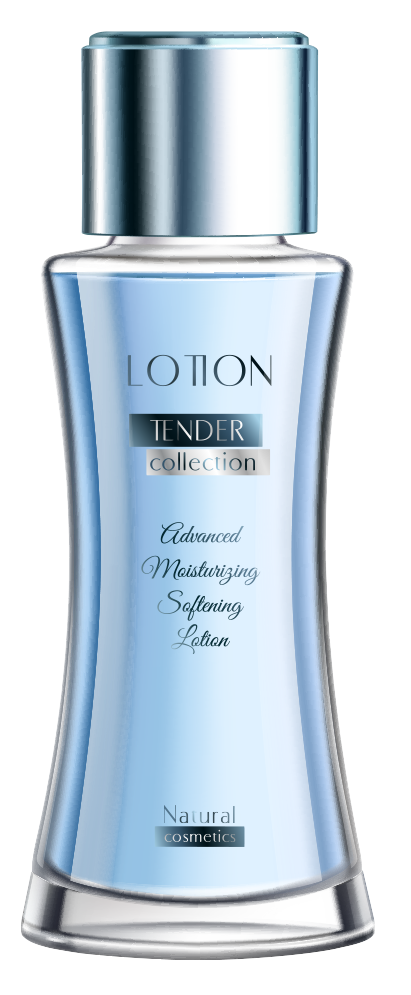 LOTION
TENDER
collection
Advanced
Moisturizing
Softening
Lotion
Natural
cosmetics